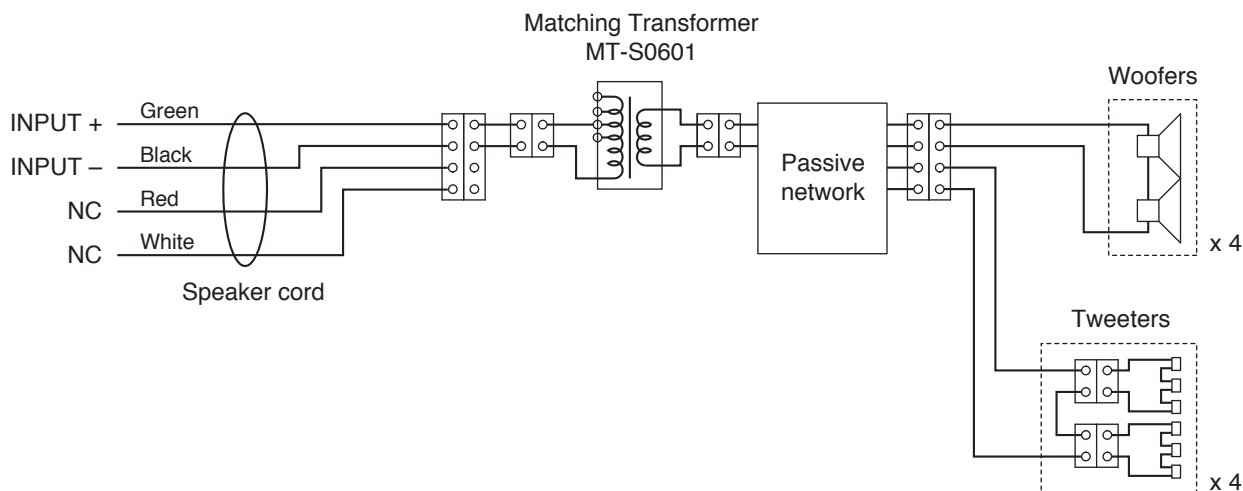 Matching Transformer
MT-S0601
Woofers
INPUT + Green
INPUT – Black
NC Red
NC White
Speaker cord
Passive
network
x 4
Tweeters
x 4